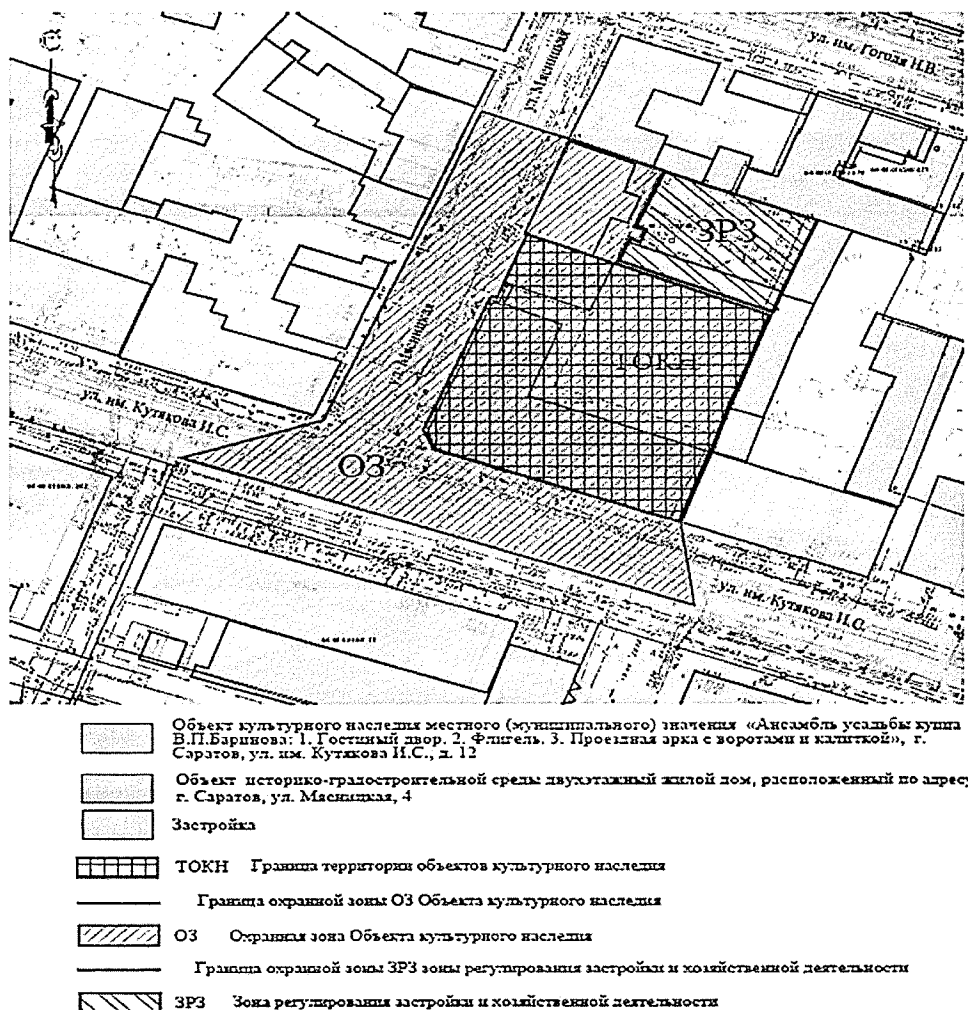 С
ул. Мясницкая
ул. им. Гоголя Н.В.
ЗРЗ
ул. Мясницкая
ТОКН
ул. им. Кутякова И.С.
ОЗ
ул. им. Кутякова И.С.
Ю
Объект культурного наследия местного (муниципального) значения «Ансамбль усадьбы купца
В.П.Баринова: 1. Гостиный двор. 2. Флигель. 3. Проездная арка с воротами и калиткой», г.
Саратов, ул. им. Кутякова И.С., д. 12
Объект историко-градостроительной среды двухэтажный жилой дом, расположенный по адресу
г. Саратов, ул. Мясницкая, 4
Застройка
ТОКН Граница территории объектов культурного наследия
Граница охранной зоны ОЗ Объекта культурного наследия
ОЗ Охранная зона Объекта культурного наследия
Граница охранной зоны ЗРЗ зоны регулирования застройки и хозяйственной деятельности
ЗРЗ Зона регулирования застройки и хозяйственной деятельности